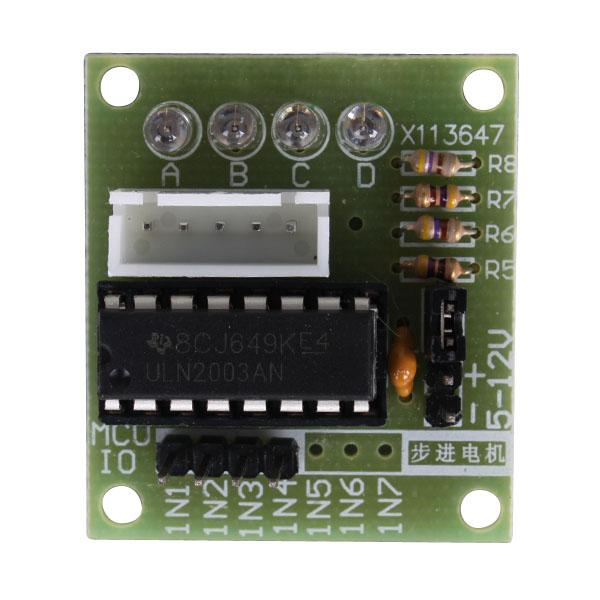 A B C D
X113647
R8
R7
R6
R5
8CJ649KE4
ULN2003AN
5-12V
+
-
MCU
IO
步进电机
1N1
1N2
1N3
1N4
1N5
1N6
1N7